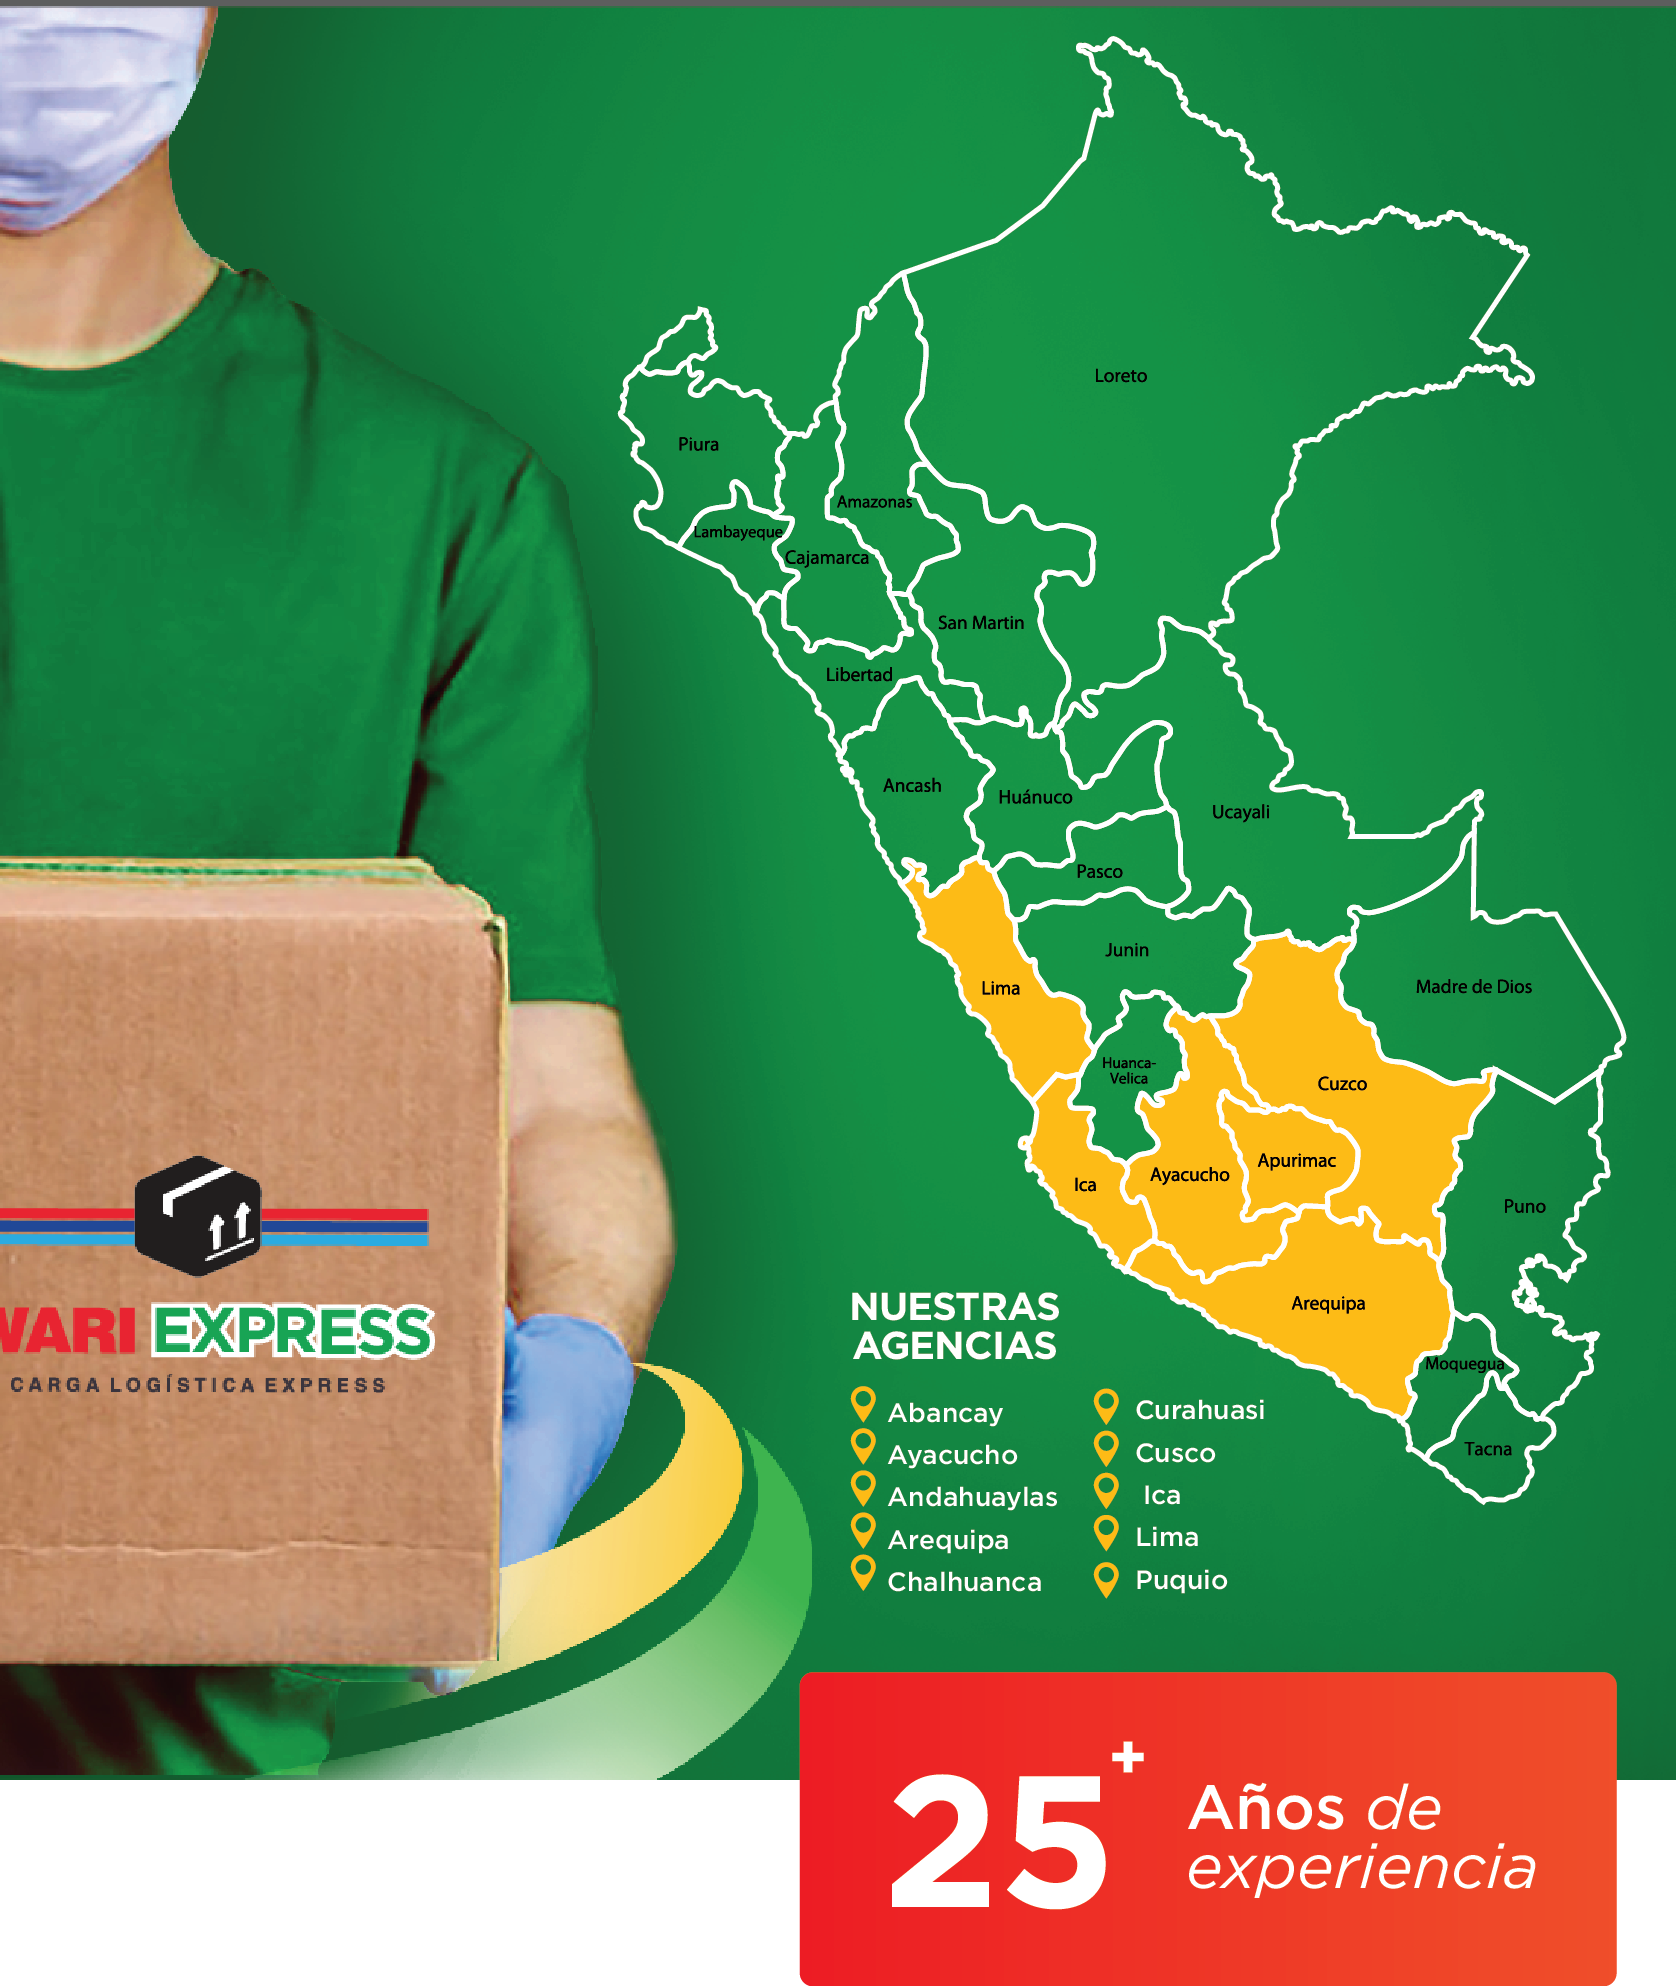 Loreto
Piura
Amazonas
Lambayeque
Cajamarca
San Martin
Libertad
Ancash
Huánuco
Ucayali
Pasco
Junin
Lima
Madre de Dios
Huanca-
Velica
Cuzco
Apurimac
Ayacucho
Ica
Puno
Arequipa
Moquegua
Tacna
WARI EXPRESS
CARGA LOGÍSTICA EXPRESS
NUESTRAS
AGENCIAS
Abancay
Ayacucho
Andahuaylas
Arequipa
Chalhuanca
Curahuasi
Cusco
Ica
Lima
Puquio
25+
Años de
experiencia